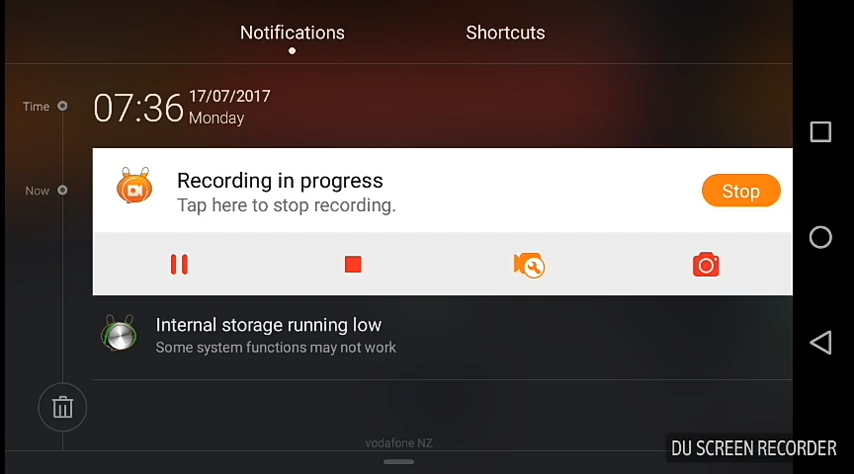 Notifications
Shortcuts
Time
07:36
17/07/2017
Monday
Now
Recording in progress
Tap here to stop recording.
Stop
Internal storage running low
Some system functions may not work
vodafone NZ
DU SCREEN RECORDER